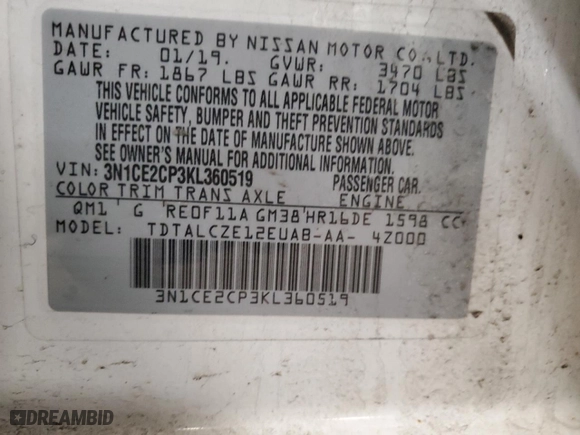 MANUFACTURED BY NISSAN MOTOR CO., LTD.
DATE: 01/19. GVWR: 3470 LBS
GAWR FR: 1867 LBS GAWR RR: 1704 LBS
THIS VEHICLE CONFORMS TO ALL APPLICABLE FEDERAL MOTOR
VEHICLE SAFETY, BUMPER AND THEFT PREVENTION STANDARDS
IN EFFECT ON THE DATE OF MANUFACTURE SHOWN ABOVE.
SEE OWNER'S MANUAL FOR ADDITIONAL INFORMATION.
VIN: 3N1CE2CP3KL360519 PASSENGER CAR.
COLOR TRIM TRANS AXLE ENGINE
QM1 ' G 'RE0F11A GM38'HR16DE 1598 CC
MODEL: TDTALCZE12EUAB-AA- 4Z000
3N1CE2CP3KL360519
DREAMBID